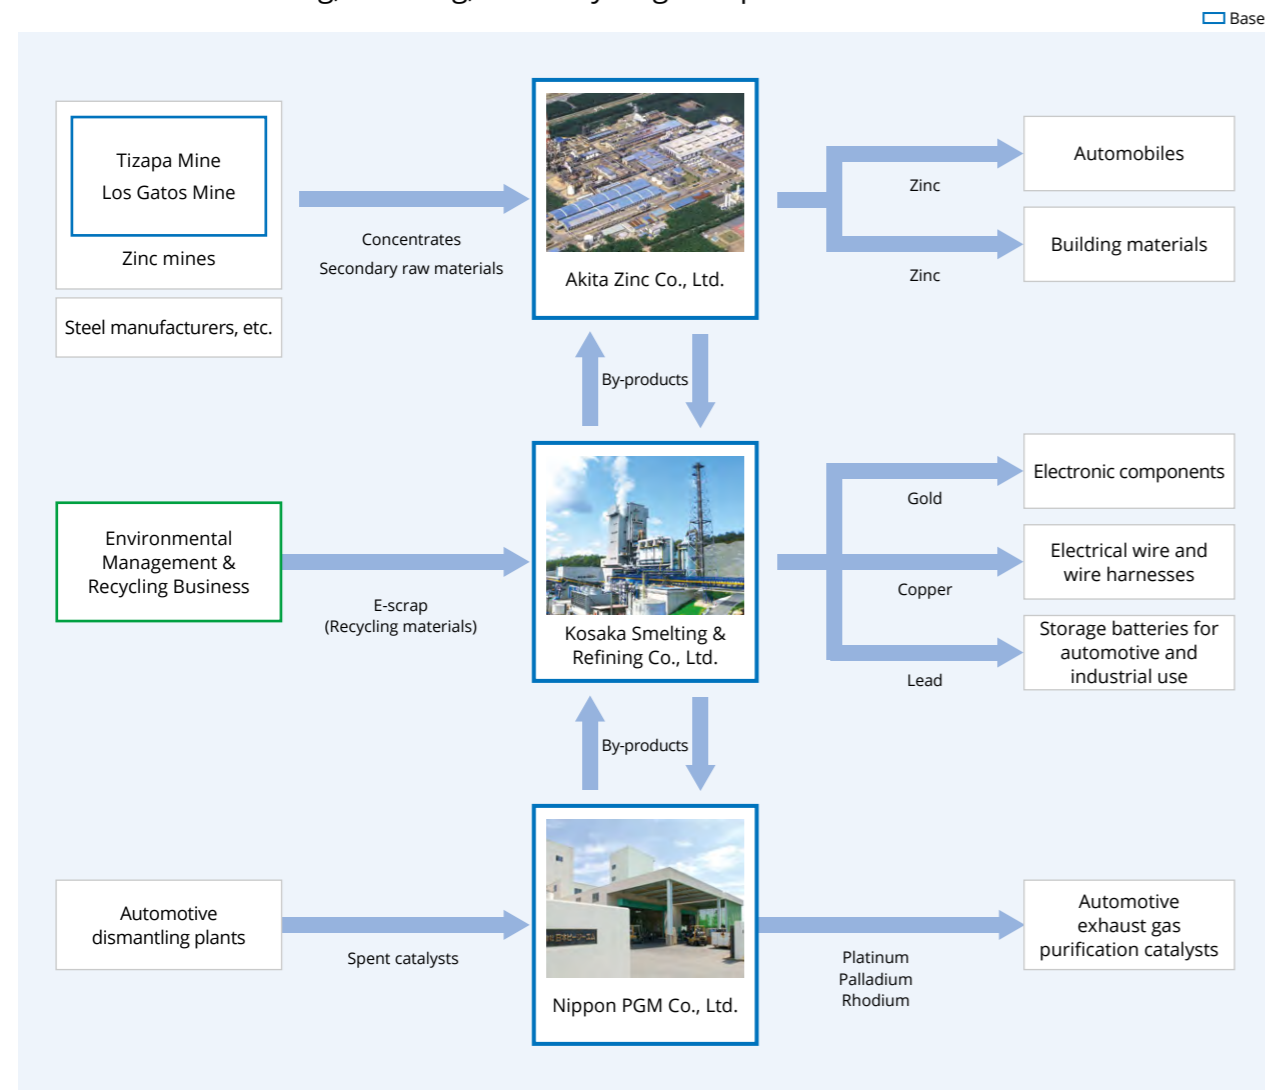 Base
Tizapa Mine
Los Gatos Mine
Zinc mines
Steel manufacturers, etc.
Concentrates
Secondary raw materials
Akita Zinc Co., Ltd.
Zinc
Automobiles
Zinc
Building materials
By-products
Environmental
Management &
Recycling Business
E-scrap
(Recycling materials)
Kosaka Smelting &
Refining Co., Ltd.
Gold
Electronic components
Copper
Electrical wire and
wire harnesses
Lead
Storage batteries for
automotive and
industrial use
By-products
Automotive
dismantling plants
Spent catalysts
Nippon PGM Co., Ltd.
Platinum
Palladium
Rhodium
Automotive
exhaust gas
purification catalysts